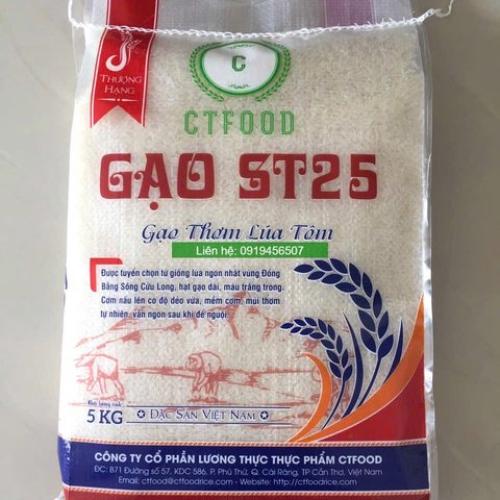 THƯỢNG
HẠNG
C
CTFOOD
GẠO ST25
Gạo Thơm Lúa Tôm
Liên hệ: 0919456507
Được tuyển chọn từ giống lúa ngon nhất vùng Đồng
Bằng Sông Cửu Long, hạt gạo dài, màu trắng trong.
Cơm nấu lên có độ dẻo vừa, mềm cơm, mùi thơm
tự nhiên, vẫn ngon sau khi để nguội.
Khối lượng tịnh:
5 KG
ĐẶC SẢN VIỆT NAM
CÔNG TY CỔ PHẦN LƯƠNG THỰC THỰC PHẨM CTFOOD
ĐC: 871 Đường số 57, KDC 586, P. Phú Thứ, Q. Cái Răng, TP Cần Thơ, Việt Nam
Email: ctfood@ctfoodrice.com - Website: http://ctfoodrice.com